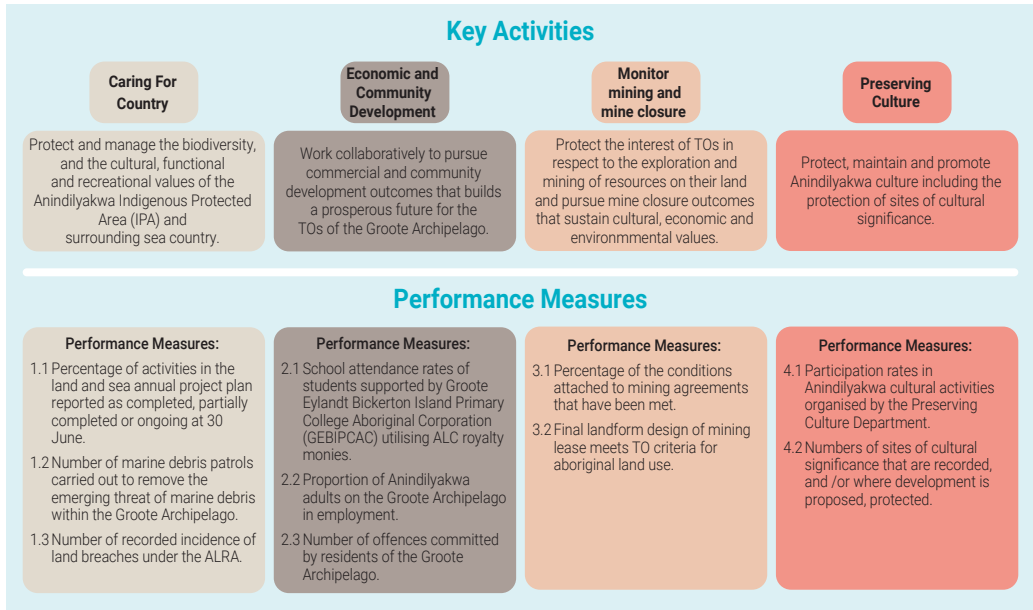 Key Activities
Caring For
Country
Protect and manage the biodiversity,
and the cultural, functional
and recreational values of the
Anindilyakwa Indigenous Protected
Area (IPA) and
surrounding sea country.
Economic and
Community
Development
Work collaboratively to pursue
commercial and community
development outcomes that builds
a prosperous future for the
TOs of the Groote Archipelago.
Monitor
mining and
mine closure
Protect the interest of TOs in
respect to the exploration and
mining of resources on their land
and pursue mine closure outcomes
that sustain cultural, economic and
environmmental values.
Preserving
Culture
Protect, maintain and promote
Anindilyakwa culture including the
protection of sites of cultural
significance.
Performance Measures
Performance Measures:
1.1 Percentage of activities in the
land and sea annual project plan
reported as completed, partially
completed or ongoing at 30
June.
1.2 Number of marine debris patrols
carried out to remove the
emerging threat of marine debris
within the Groote Archipelago.
1.3 Number of recorded incidence of
land breaches under the ALRA.
Performance Measures:
2.1 School attendance rates of
students supported by Groote
Eylandt Bickerton Island Primary
College Aboriginal Corporation
(GEBIPCAC) utilising ALC royalty
monies.
2.2 Proportion of Anindilyakwa
adults on the Groote Archipelago
in employment.
2.3 Number of offences committed
by residents of the Groote
Archipelago.
Performance Measures:
3.1 Percentage of the conditions
attached to mining agreements
that have been met.
3.2 Final landform design of mining
lease meets TO criteria for
aboriginal land use.
Performance Measures:
4.1 Participation rates in
Anindilyakwa cultural activities
organised by the Preserving
Culture Department.
4.2 Numbers of sites of cultural
significance that are recorded,
and /or where development is
proposed, protected.